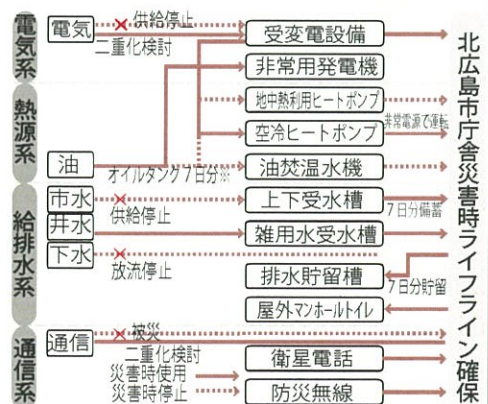 電気系
電気
供給停止
受変電設備
二重化検討
非常用発電機
熱源系
地中熱利用ヒートポンプ
空冷ヒートポンプ
非常電源で運転
油
オイルタンク7日分※
油焚温水機
給排水系
市水
供給停止
上下受水槽
7日分備蓄
井水
雑用水受水槽
下水
放流停止
排水貯留槽
7日分貯留
屋外マンホールトイレ
通信系
通信
被災
二重化検討
衛星電話
災害時使用
災害時停止
防災無線
北広島市庁舎災害時ライフライン確保